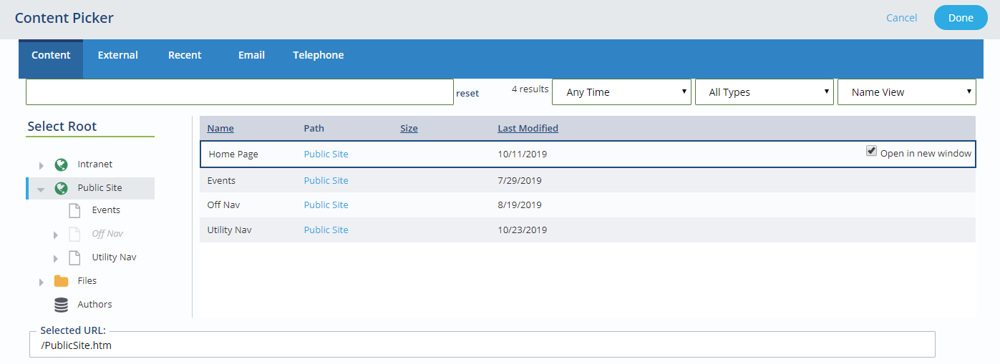 Content Picker Cancel Done
Content External Recent Email Telephone
reset 4 results Any Time All Types Name View
Select Root
Intranet
Public Site
Events
Off Nav
Utility Nav
Files
Authors
Name Path Size Last Modified
Home Page Public Site 10/11/2019 Open in new window
Events Public Site 7/29/2019
Off Nav Public Site 8/19/2019
Utility Nav Public Site 10/23/2019
Selected URL:
/PublicSite.htm